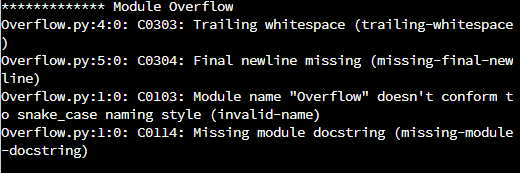 ************* Module Overflow
Overflow.py:4:0: C0303: Trailing whitespace (trailing-whitespace
)
Overflow.py:5:0: C0304: Final newline missing (missing-final-new
line)
Overflow.py:1:0: C0103: Module name "Overflow" doesn't conform t
o snake_case naming style (invalid-name)
Overflow.py:1:0: C0114: Missing module docstring (missing-module
-docstring)